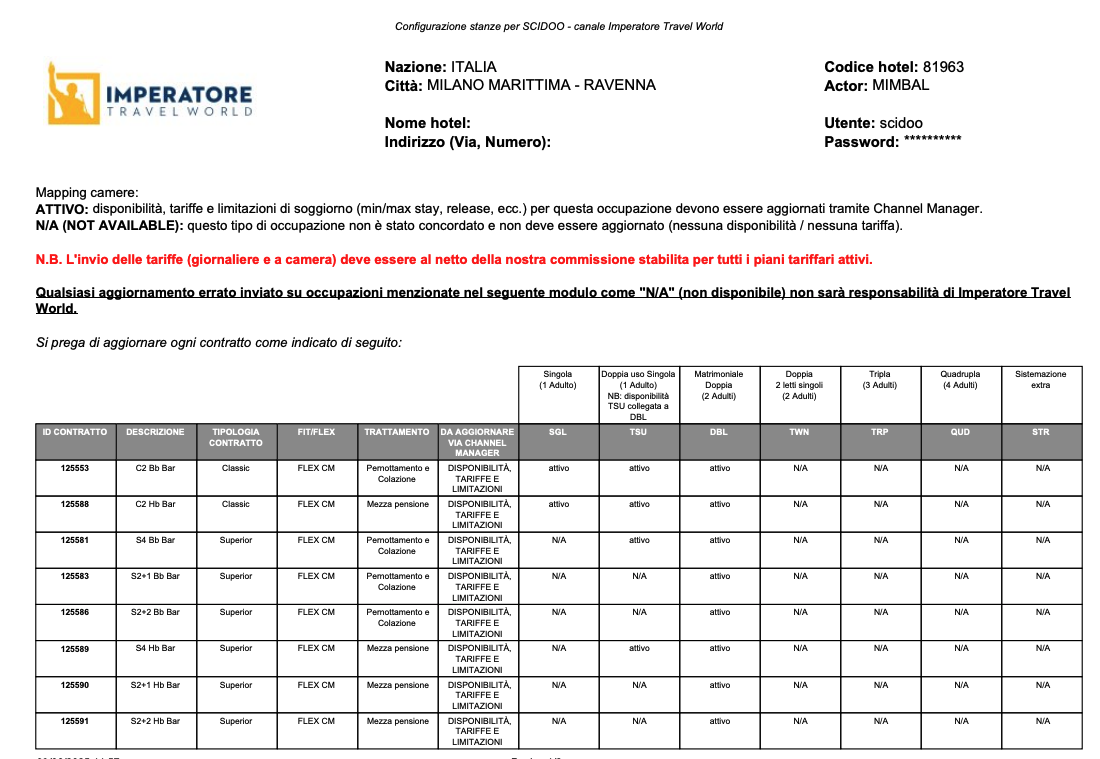 Configurazione stanze per SCIDOO - canale Imperatore Travel World
IMPERATORE
TRAVEL WORLD
Nazione: ITALIA
Città: MILANO MARITTIMA - RAVENNA
Nome hotel:
Indirizzo (Via, Numero):
Codice hotel: 81963
Actor: MIMBAL
Utente: scidoo
Password: **********
Mapping camere:
ATTIVO: disponibilità, tariffe e limitazioni di soggiorno (min/max stay, release, ecc.) per questa occupazione devono essere aggiornati tramite Channel Manager.
N/A (NOT AVAILABLE): questo tipo di occupazione non è stato concordato e non deve essere aggiornato (nessuna disponibilità / nessuna tariffa).
N.B. L'invio delle tariffe (giornaliere e a camera) deve essere al netto della nostra commissione stabilita per tutti i piani tariffari attivi.
Qualsiasi aggiornamento errato inviato su occupazioni menzionate nel seguente modulo come "N/A" (non disponibile) non sarà responsabilità di Imperatore Travel
World.
Si prega di aggiornare ogni contratto come indicato di seguito:
Singola (1 Adulto) | Doppia uso Singola (1 Adulto) NB: disponibilità TSU collegata a DBL | Matrimoniale Doppia (2 Adulti) | Doppia 2 letti singoli (2 Adulti) | Tripla (3 Adulti) | Quadrupla (4 Adulti) | Sistemazione extra
ID CONTRATTO | DESCRIZIONE | TIPOLOGIA CONTRATTO | FIT/FLEX | TRATTAMENTO | DA AGGIORNARE VIA CHANNEL MANAGER | SGL | TSU | DBL | TWN | TRP | QUD | STR
125553 | C2 Bb Bar | Classic | FLEX CM | Pernottamento e Colazione | DISPONIBILITÀ, TARIFFE E LIMITAZIONI | attivo | attivo | attivo | N/A | N/A | N/A | N/A
125588 | C2 Hb Bar | Classic | FLEX CM | Mezza pensione | DISPONIBILITÀ, TARIFFE E LIMITAZIONI | attivo | attivo | attivo | N/A | N/A | N/A | N/A
125581 | S4 Bb Bar | Superior | FLEX CM | Pernottamento e Colazione | DISPONIBILITÀ, TARIFFE E LIMITAZIONI | N/A | attivo | attivo | N/A | N/A | N/A | N/A
125583 | S2+1 Bb Bar | Superior | FLEX CM | Pernottamento e Colazione | DISPONIBILITÀ, TARIFFE E LIMITAZIONI | N/A | N/A | attivo | N/A | N/A | N/A | N/A
125586 | S2+2 Bb Bar | Superior | FLEX CM | Pernottamento e Colazione | DISPONIBILITÀ, TARIFFE E LIMITAZIONI | N/A | N/A | attivo | N/A | N/A | N/A | N/A
125589 | S4 Hb Bar | Superior | FLEX CM | Mezza pensione | DISPONIBILITÀ, TARIFFE E LIMITAZIONI | N/A | attivo | attivo | N/A | N/A | N/A | N/A
125590 | S2+1 Hb Bar | Superior | FLEX CM | Mezza pensione | DISPONIBILITÀ, TARIFFE E LIMITAZIONI | N/A | N/A | attivo | N/A | N/A | N/A | N/A
125591 | S2+2 Hb Bar | Superior | FLEX CM | Mezza pensione | DISPONIBILITÀ, TARIFFE E LIMITAZIONI | N/A | N/A | attivo | N/A | N/A | N/A | N/A